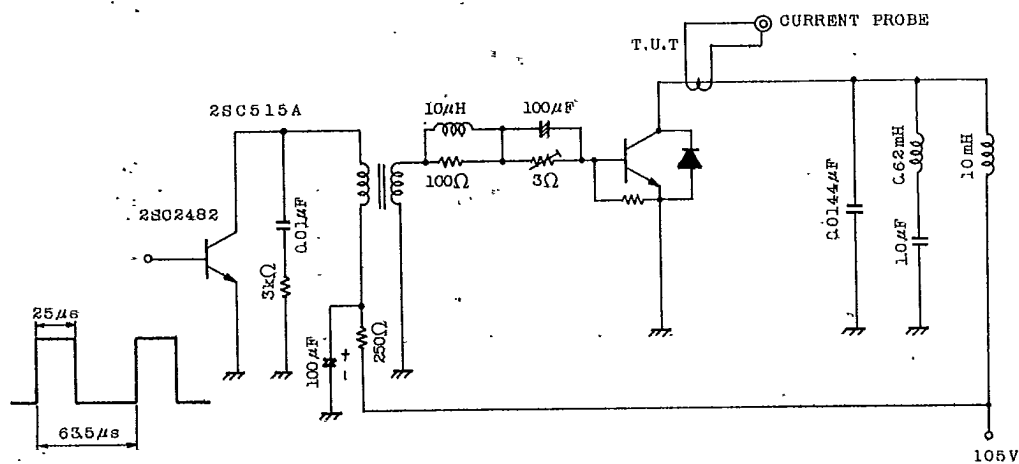 CURRENT PROBE
T.U.T
2SC515A
10μH
100μF
100Ω
3Ω
2SC2482
0.01μF
3kΩ
25μs
63.5μs
100μF
+
-
250Ω
0.0144μF
0.62mH
1.0μF
10mH
105V